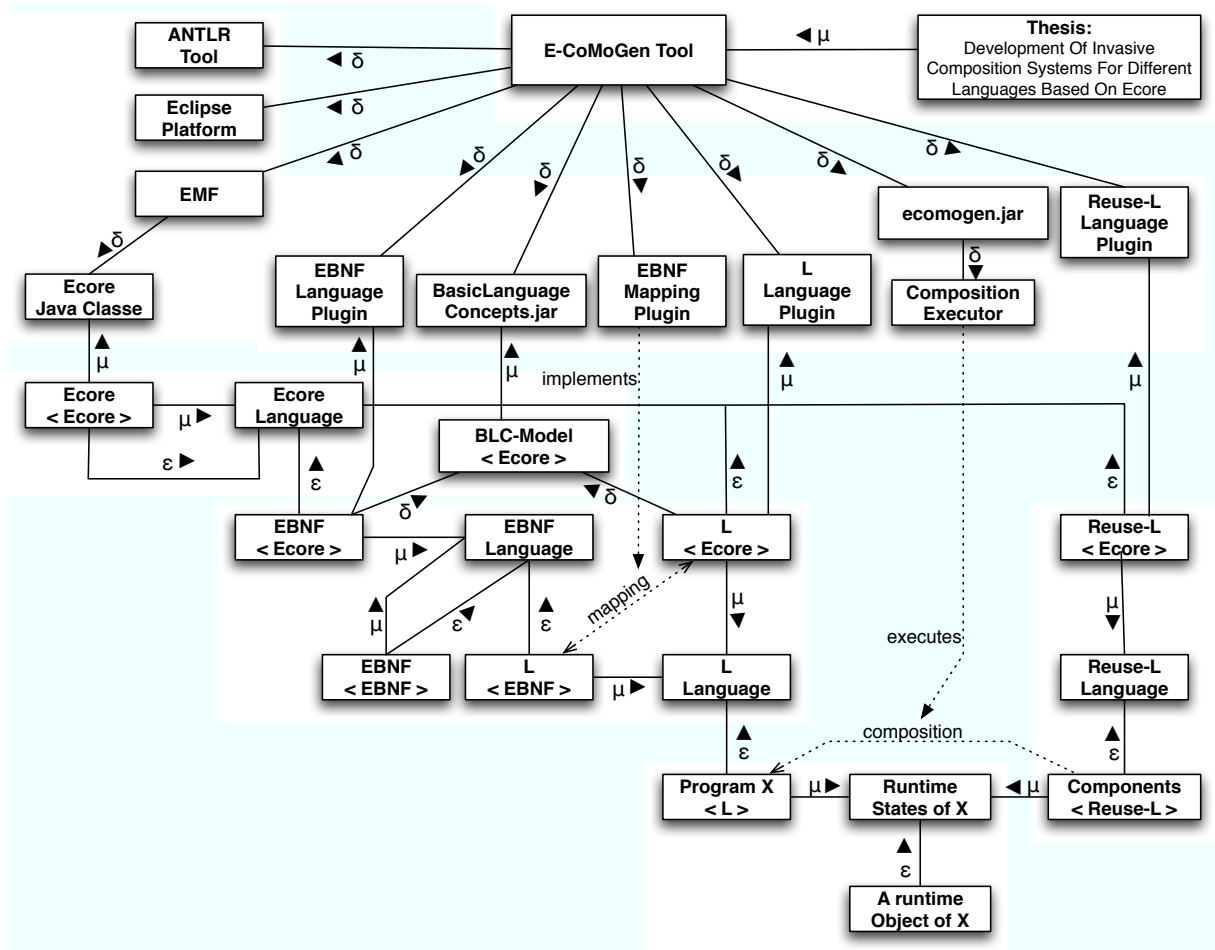 ANTLR
Tool
E-CoMoGen Tool
◀ μ
Thesis:
Development Of Invasive
Composition Systems For Different
Languages Based On Ecore
◀ δ
Eclipse
Platform
◀ δ
EMF
◀ δ
◀ δ
◀ δ
δ ▼
δ ▶
δ ▶
δ ▶
ecomogen.jar
Reuse-L
Language
Plugin
◀ δ
Ecore
Java Classe
EBNF
Language
Plugin
BasicLanguage
Concepts.jar
EBNF
Mapping
Plugin
L
Language
Plugin
δ
▼
Composition
Executor
▲
μ
▲
μ
▲
μ
implements
▲
μ
▲
μ
Ecore
< Ecore >
μ ▶
Ecore
Language
ε ▶
BLC-Model
< Ecore >
▲
ε
δ ▶
◀ δ
▲
ε
▲
ε
EBNF
< Ecore >
μ ▶
EBNF
Language
L
< Ecore >
Reuse-L
< Ecore >
▲
μ
ε ▶
▲
ε
mapping
μ
▼
μ
▼
executes
EBNF
< EBNF >
L
< EBNF >
μ ▶
L
Language
Reuse-L
Language
▲
ε
composition
▲
ε
Program X
< L >
μ ▶
Runtime
States of X
◀ μ
Components
< Reuse-L >
▲
ε
A runtime
Object of X